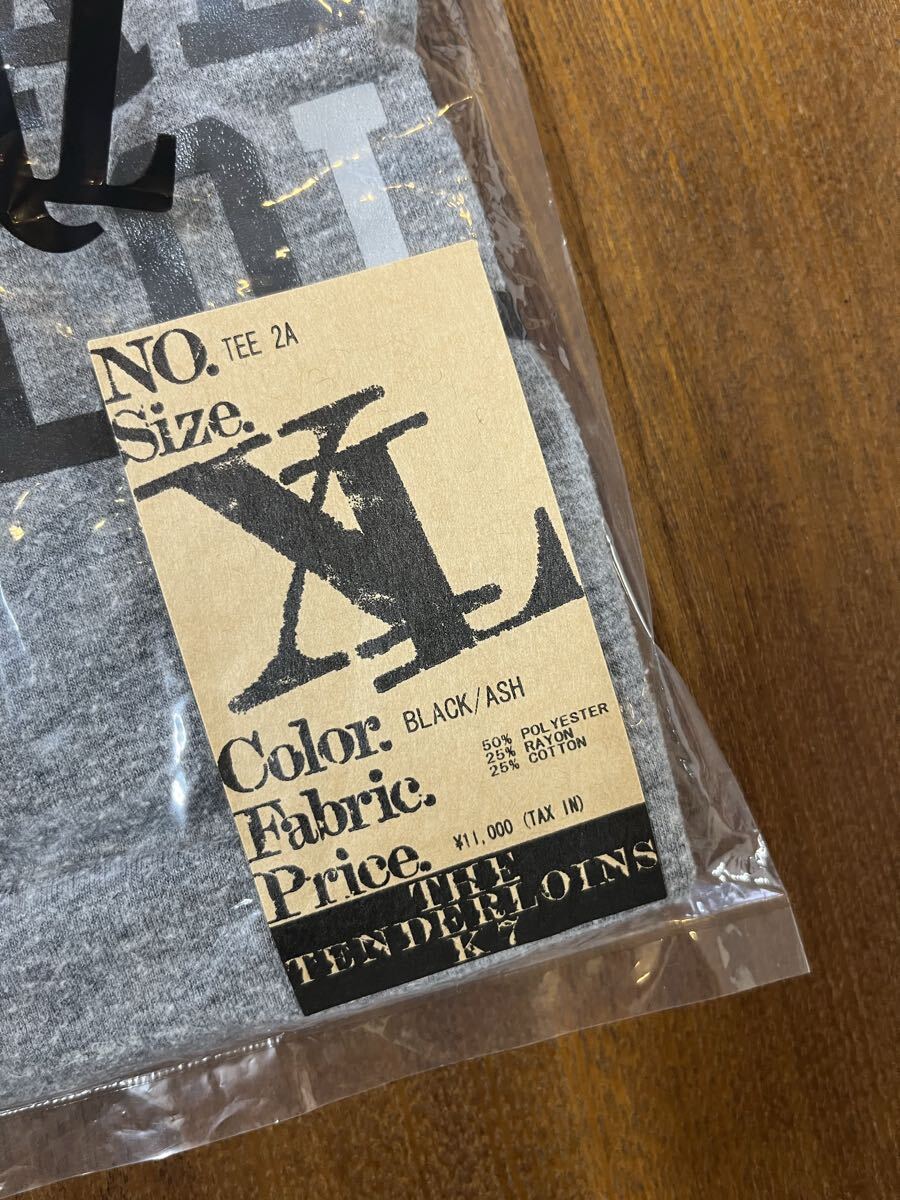 NO. TEE 2A
Size.
XL
Color. BLACK/ASH
50% POLYESTER
25% RAYON
25% COTTON
Fabric.
Price. ¥11,000 (TAX IN)
THE
TENDERLOINS
K7